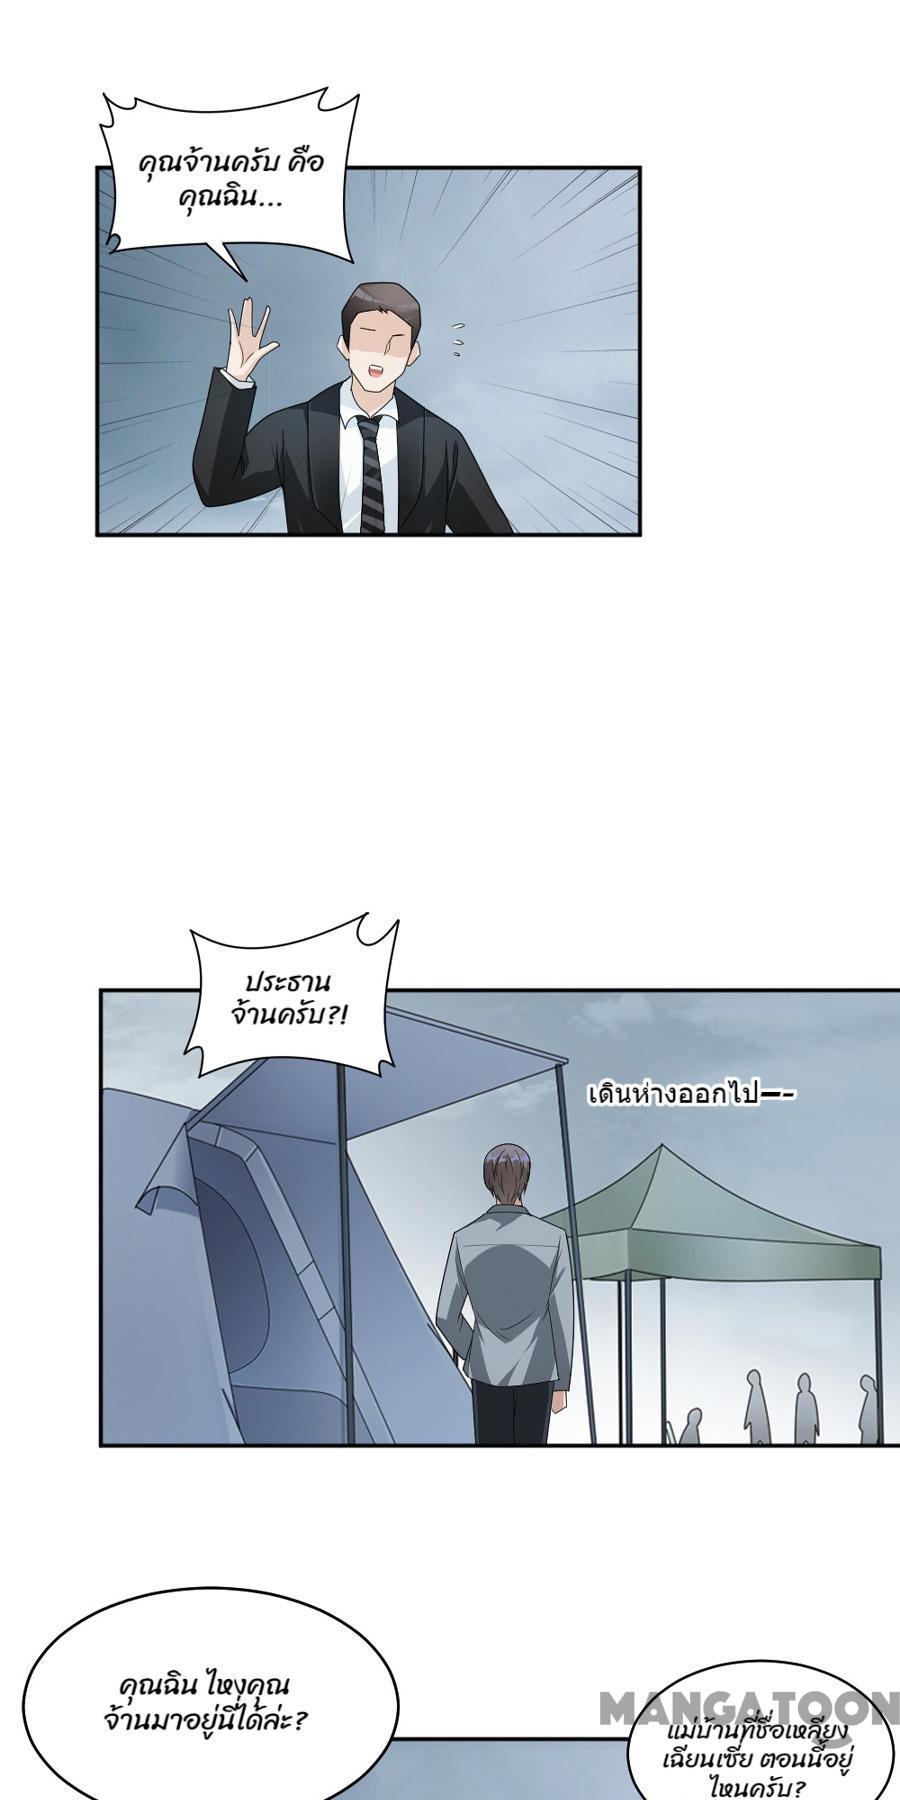 คุณจ้านครับ คือ
คุณฉิน...
ประธาน
จ้านครับ?!
เดินห่างออกไป---
คุณฉิน ไหงคุณ
จ้านมาอยู่นี่ได้ล่ะ?
MANGATOON
แม่บ้านที่ชื่อเหลียง
เฉียนเซี่ย ตอนนี้อยู่
ไหนครับ?